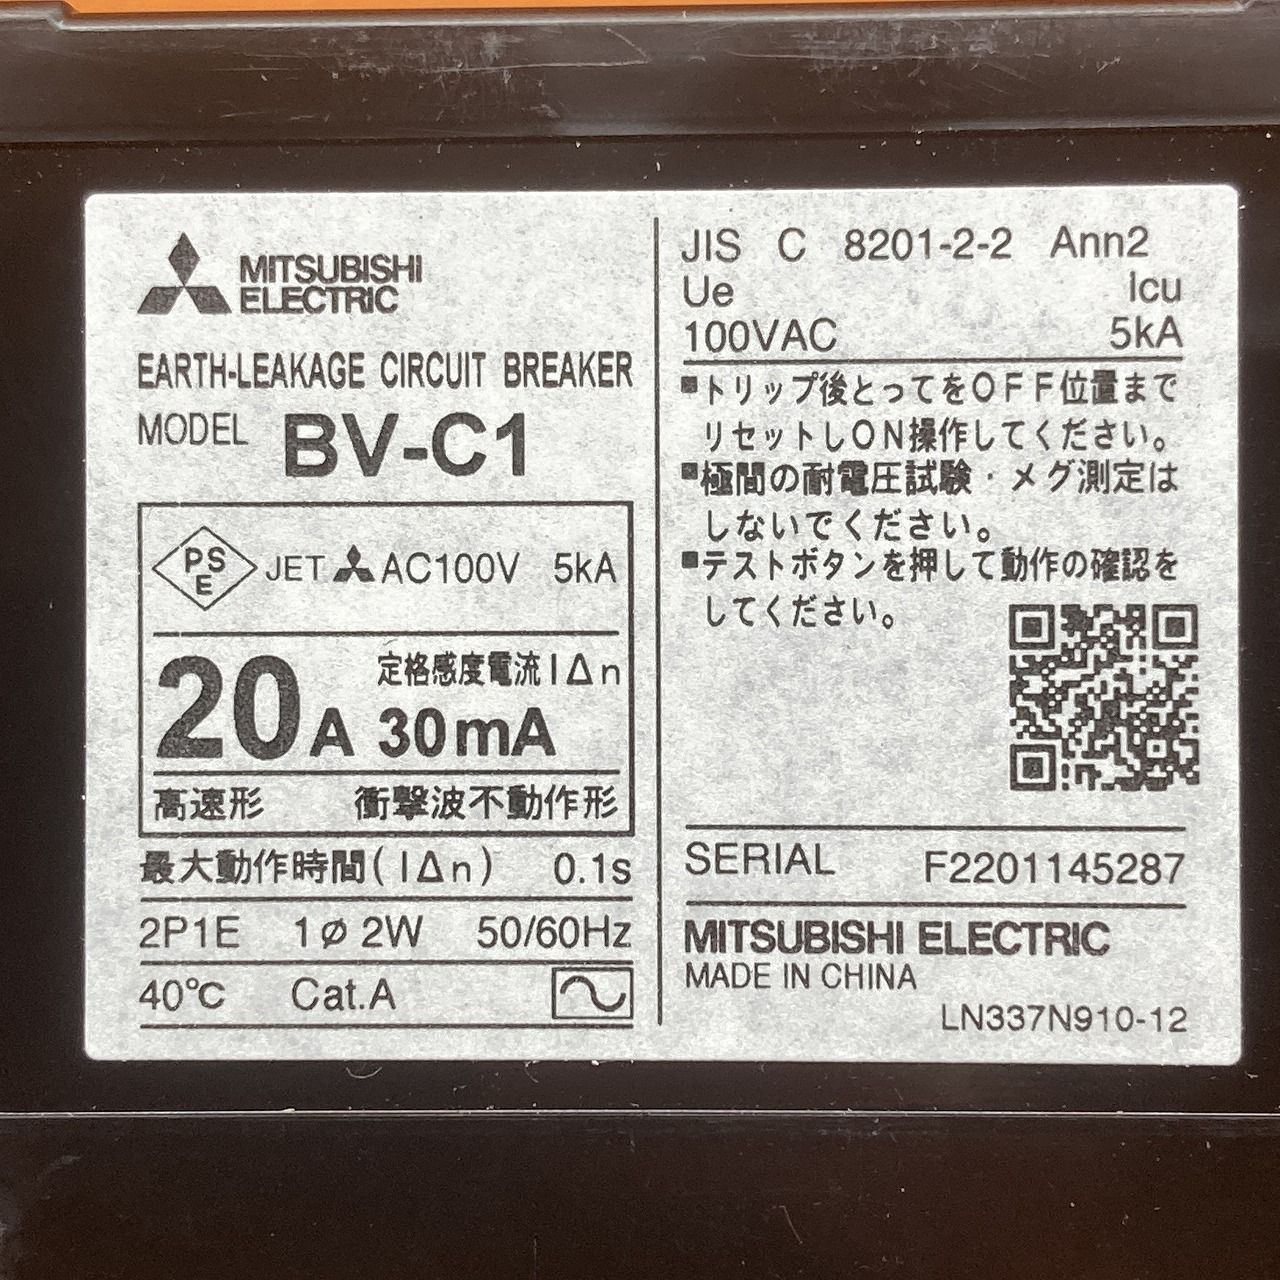 MITSUBISHI
ELECTRIC
EARTH-LEAKAGE CIRCUIT BREAKER
MODEL BV-C1
PS
E
JET AC100V 5kA
定格感度電流IΔn
20A 30mA
高速形 衝撃波不動作形
最大動作時間(IΔn) 0.1s
2P1E 1ø2W 50/60Hz
40℃ Cat.A
JIS C 8201-2-2 Ann2
Ue Icu
100VAC 5kA
■トリップ後とってをOFF位置まで
リセットしON操作してください。
■極間の耐電圧試験・メグ測定は
しないでください。
■テストボタンを押して動作の確認を
してください。
SERIAL F2201145287
MITSUBISHI ELECTRIC
MADE IN CHINA
LN337N910-12